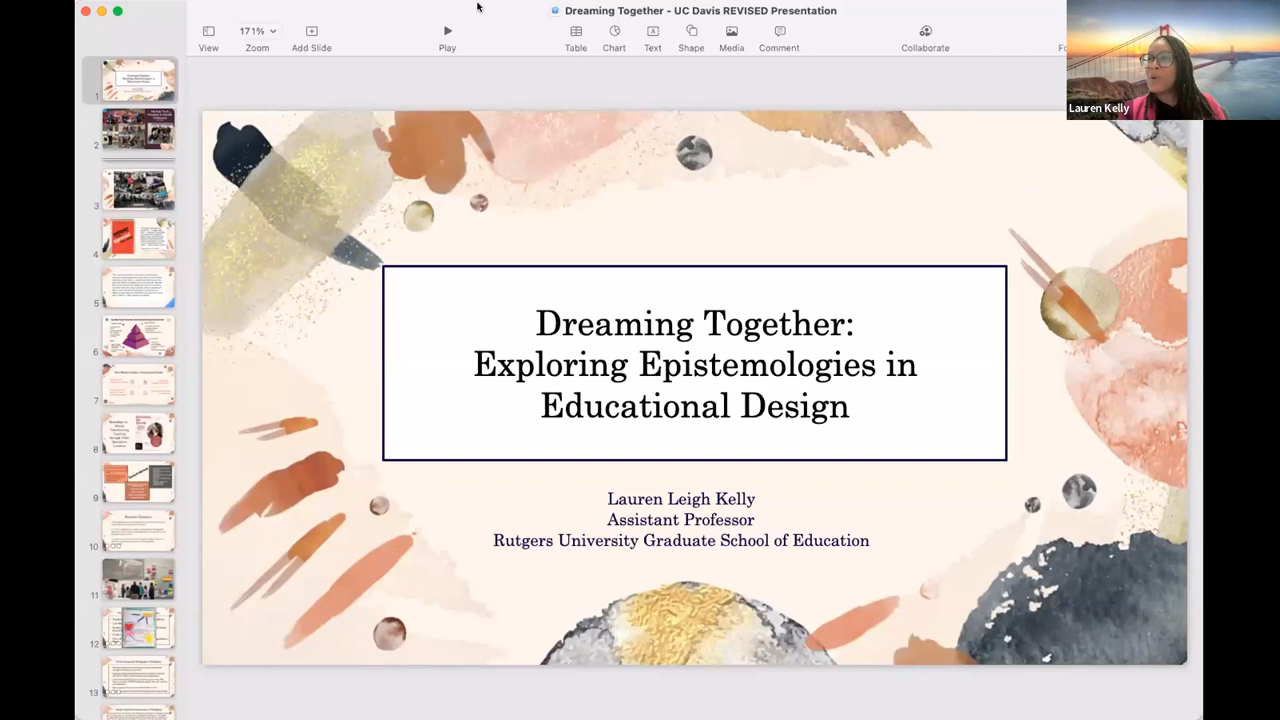 Dreaming Together - UC Davis REVISED Presentation
171%
View
Zoom
Add Slide
Play
Table
Chart
Text
Shape
Media
Comment
Collaborate
Lauren Kelly
Dreaming Together:
Exploring Epistemologies in
Educational Design
Lauren Leigh Kelly
Assistant Professor
Rutgers University Graduate School of Education
1
2
3
4
5
6
7
8
9
10
11
12
13